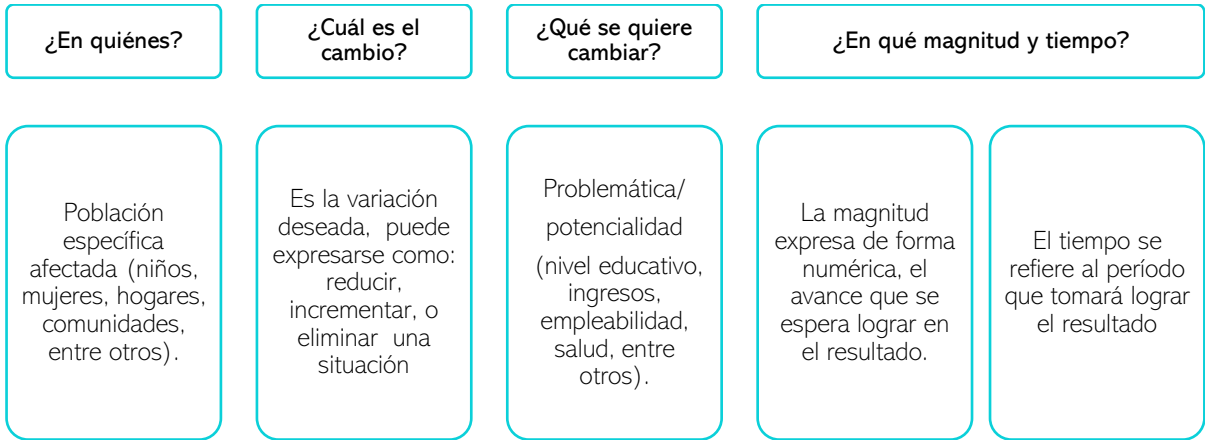 ¿En quiénes?
¿Cuál es el
cambio?
¿Qué se quiere
cambiar?
¿En qué magnitud y tiempo?
Población
específica
afectada (niños,
mujeres, hogares,
comunidades,
entre otros).
Es la variación
deseada, puede
expresarse como:
reducir,
incrementar, o
eliminar una
situación
Problemática/
potencialidad
(nivel educativo,
ingresos,
empleabilidad,
salud, entre
otros).
La magnitud
expresa de forma
numérica, el
avance que se
espera lograr en
el resultado.
El tiempo se
refiere al período
que tomará lograr
el resultado